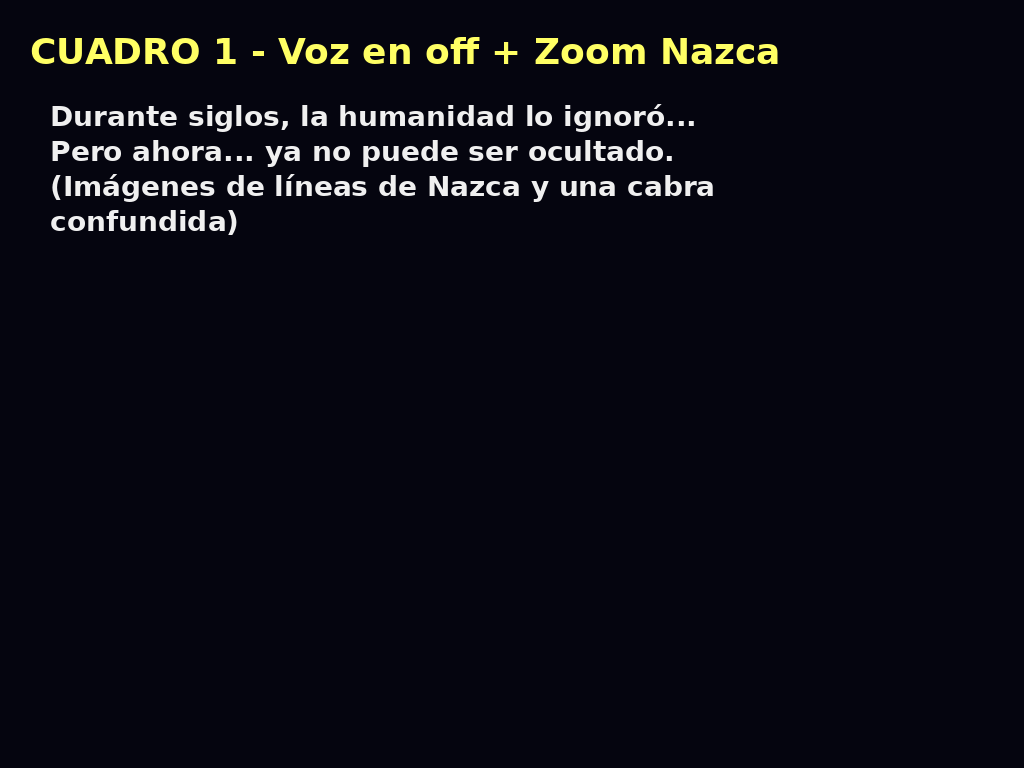 CUADRO 1 - Voz en off + Zoom Nazca
Durante siglos, la humanidad lo ignoró...
Pero ahora... ya no puede ser ocultado.
(Imágenes de líneas de Nazca y una cabra
confundida)